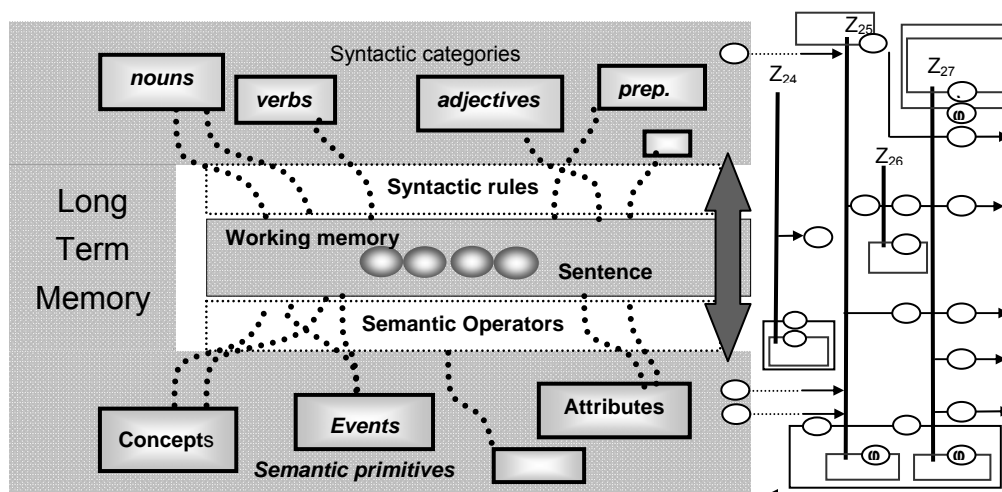 Syntactic categories
nouns
verbs
adjectives
prep.
Syntactic rules
Long
Term
Memory
Working memory
Sentence
Semantic Operators
Concepts
Events
Attributes
Semantic primitives
Z24
Z25
Z26
Z27